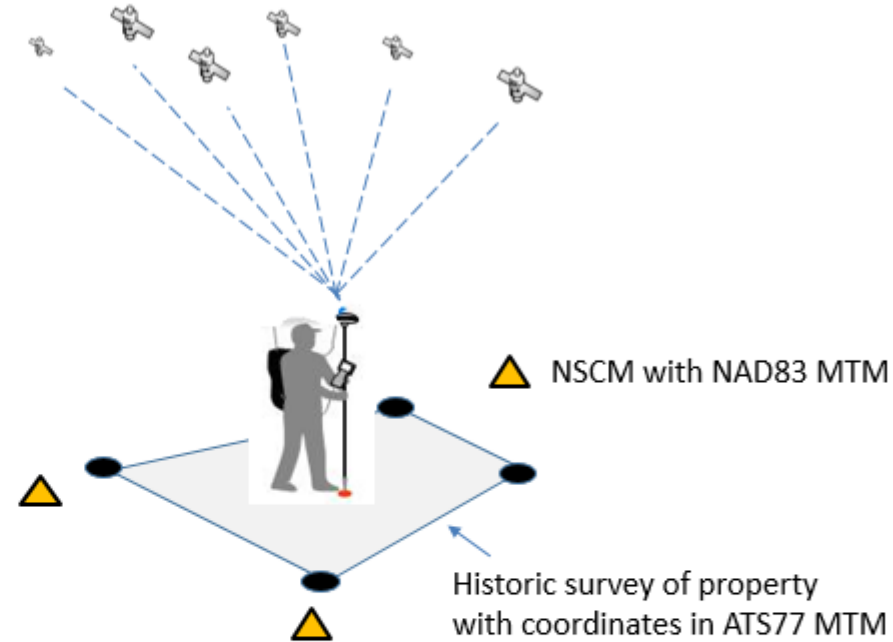 NSCM with NAD83 MTM
Historic survey of property
with coordinates in ATS77 MTM